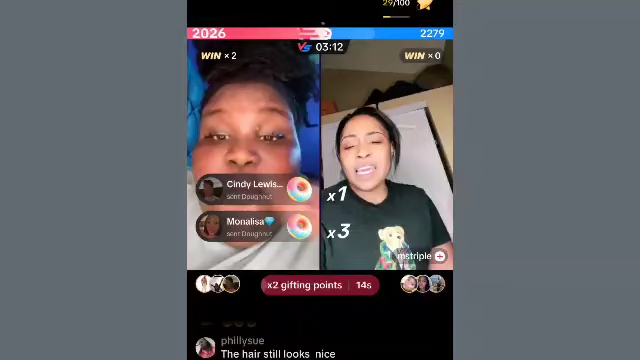 29/100
2026
2279
VS 03:12
WIN x 2
WIN x 0
Cindy Lewis...
sent Doughnut
Monalisa💎
sent Doughnut
x1
x3
mstriple
x2 gifting points | 14s
phillysue
The hair still looks nice